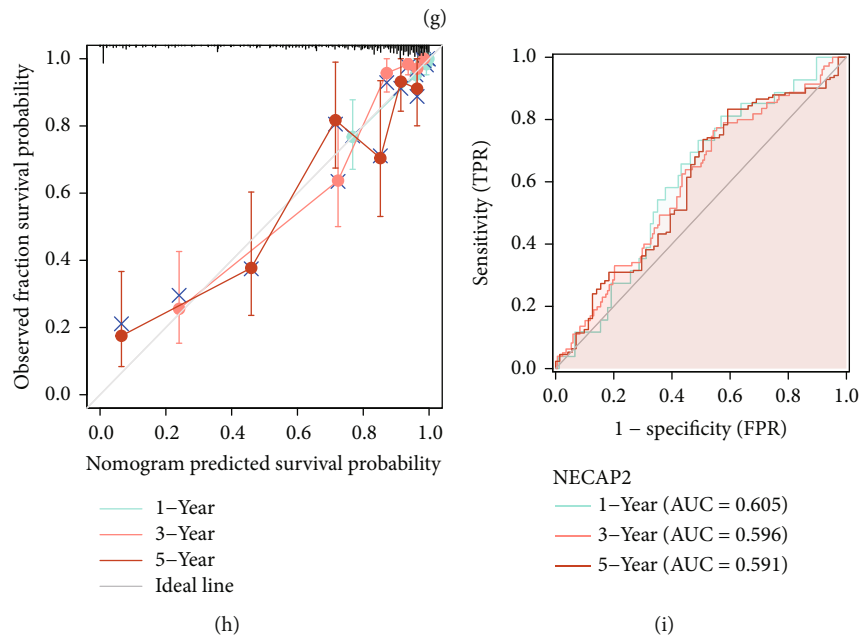 (g)
Observed fraction survival probability
1.0
0.8
0.6
0.4
0.2
0.0
0.0 0.2 0.4 0.6 0.8 1.0
Nomogram predicted survival probability
1−Year
3−Year
5−Year
Ideal line
(h)
Sensitivity (TPR)
1.0
0.8
0.6
0.4
0.2
0.0
0.0 0.2 0.4 0.6 0.8 1.0
1 − specificity (FPR)
NECAP2
1−Year (AUC = 0.605)
3−Year (AUC = 0.596)
5−Year (AUC = 0.591)
(i)